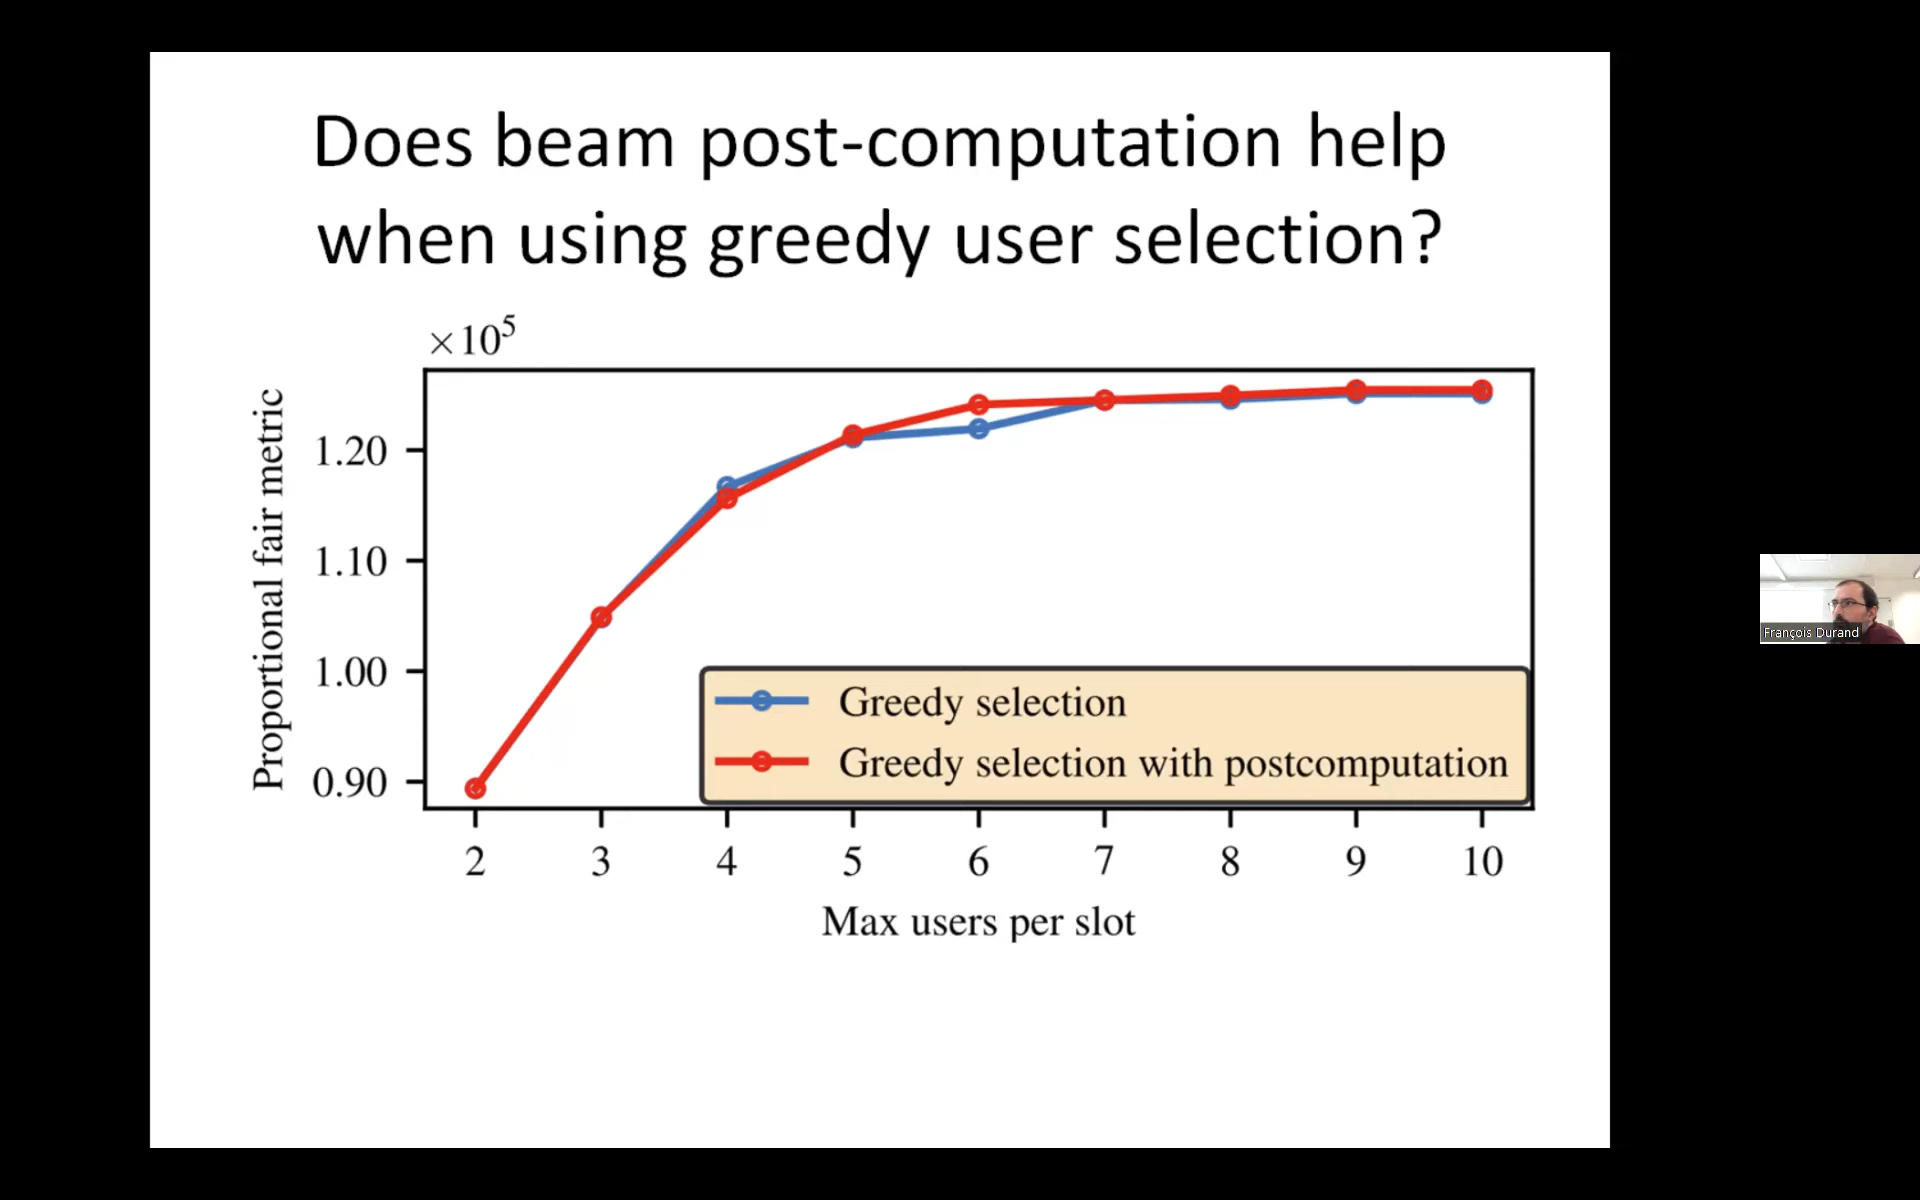 Does beam post-computation help
when using greedy user selection?
×10⁵
Proportional fair metric
1.20
1.10
1.00
0.90
Greedy selection
Greedy selection with postcomputation
2 3 4 5 6 7 8 9 10
Max users per slot
François Durand